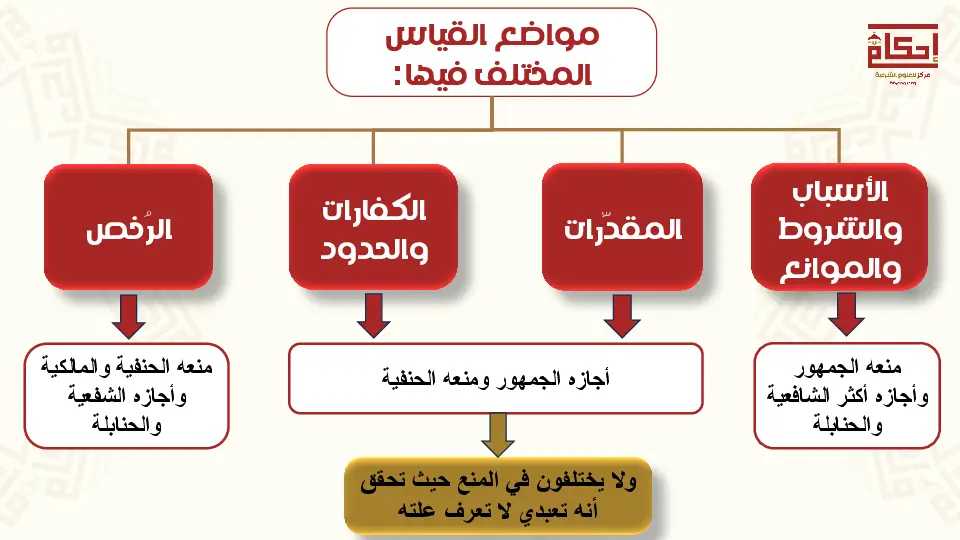 مواضع القياس
المختلف فيها:
إحكام
مركز للعلوم الشرعية
الأسباب
والشروط
والموانع
المقدّرات
الكفارات
والحدود
الرُخص
منعه الجمهور
وأجازه أكثر الشافعية
والحنابلة
أجازه الجمهور ومنعه الحنفية
منعه الحنفية والمالكية
وأجازه الشفعية
والحنابلة
ولا يختلفون في المنع حيث تحقق
أنه تعبدي لا تعرف علته